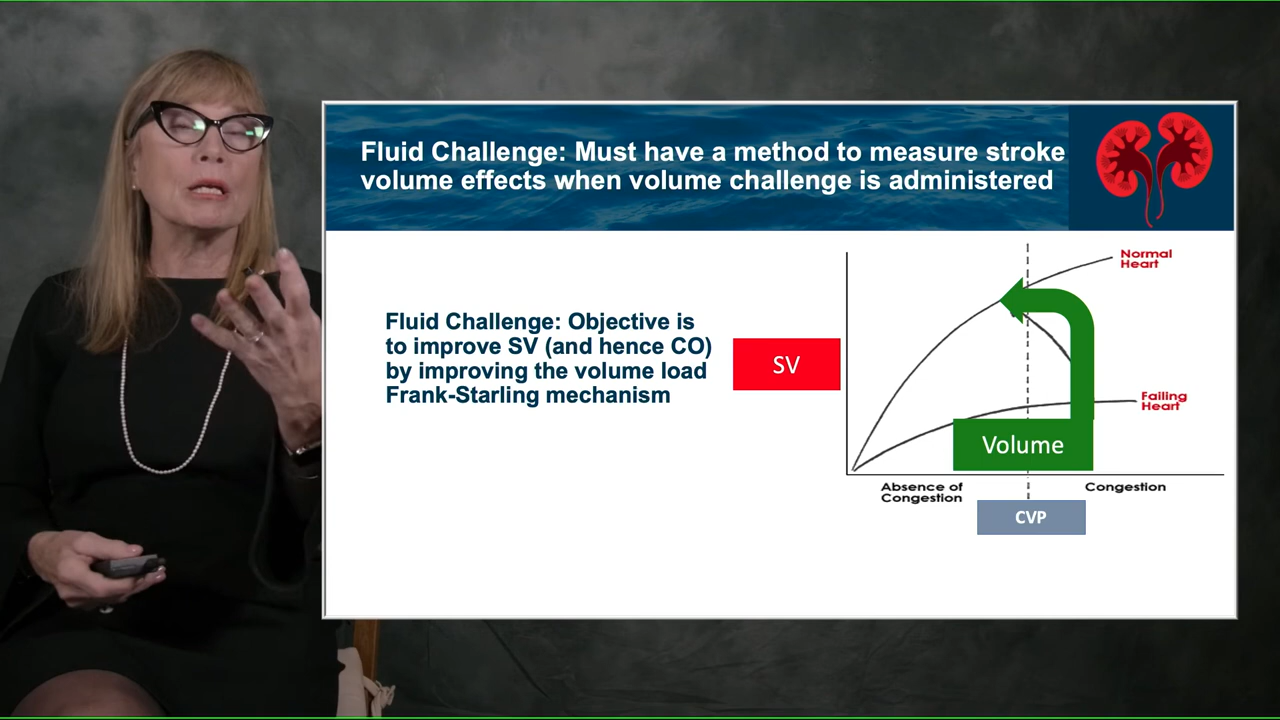 Fluid Challenge: Must have a method to measure stroke
volume effects when volume challenge is administered
Fluid Challenge: Objective is
to improve SV (and hence CO)
by improving the volume load
Frank-Starling mechanism
SV
Normal
Heart
Failing
Heart
Volume
Absence of
Congestion
Congestion
CVP